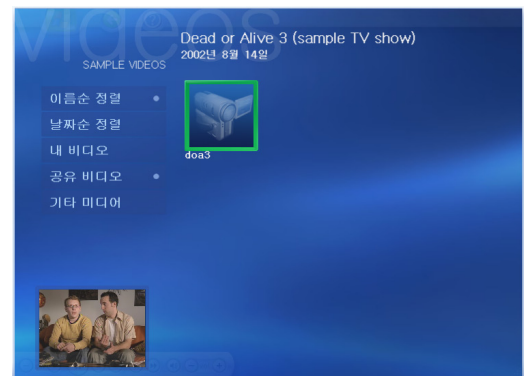 videos
SAMPLE VIDEOS
Dead or Alive 3 (sample TV show)
2002년 8월 14일
이름순 정렬
날짜순 정렬
내 비디오
공유 비디오
기타 미디어
doa3